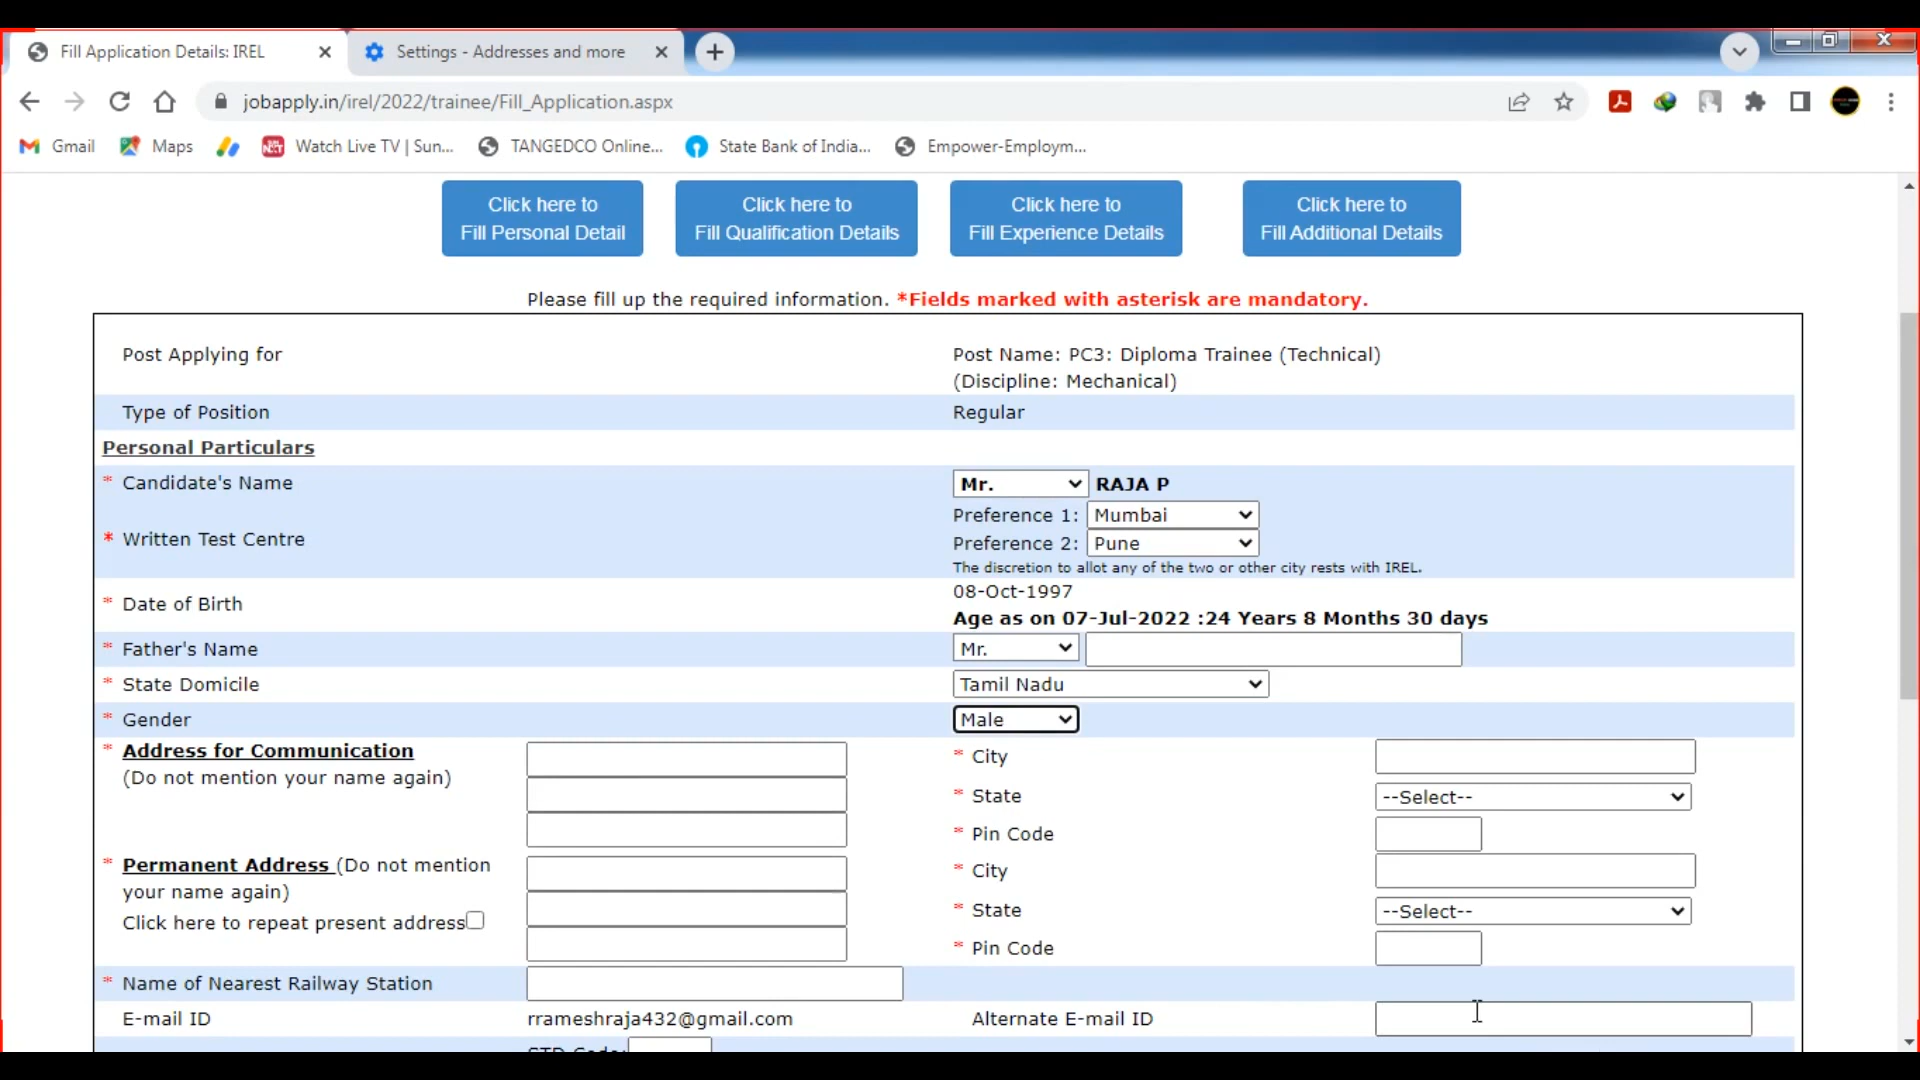 Fill Application Details: IREL
Settings - Addresses and more
jobapply.in/irel/2022/trainee/Fill_Application.aspx
Gmail Maps Watch Live TV | Sun... TANGEDCO Online... State Bank of India... Empower-Employm...
Click here to Fill Personal Detail
Click here to Fill Qualification Details
Click here to Fill Experience Details
Click here to Fill Additional Details
Please fill up the required information. *Fields marked with asterisk are mandatory.
Post Applying for
Post Name: PC3: Diploma Trainee (Technical)
(Discipline: Mechanical)
Type of Position Regular
Personal Particulars
* Candidate's Name Mr. RAJA P
* Written Test Centre
Preference 1: Mumbai
Preference 2: Pune
The discretion to allot any of the two or other city rests with IREL.
* Date of Birth
08-Oct-1997
Age as on 07-Jul-2022 :24 Years 8 Months 30 days
* Father's Name Mr.
* State Domicile Tamil Nadu
* Gender Male
* Address for Communication
(Do not mention your name again)
* City
* State --Select--
* Pin Code
* Permanent Address (Do not mention
your name again)
Click here to repeat present address
* City
* State --Select--
* Pin Code
* Name of Nearest Railway Station
E-mail ID rrameshraja432@gmail.com Alternate E-mail ID
STD Code: